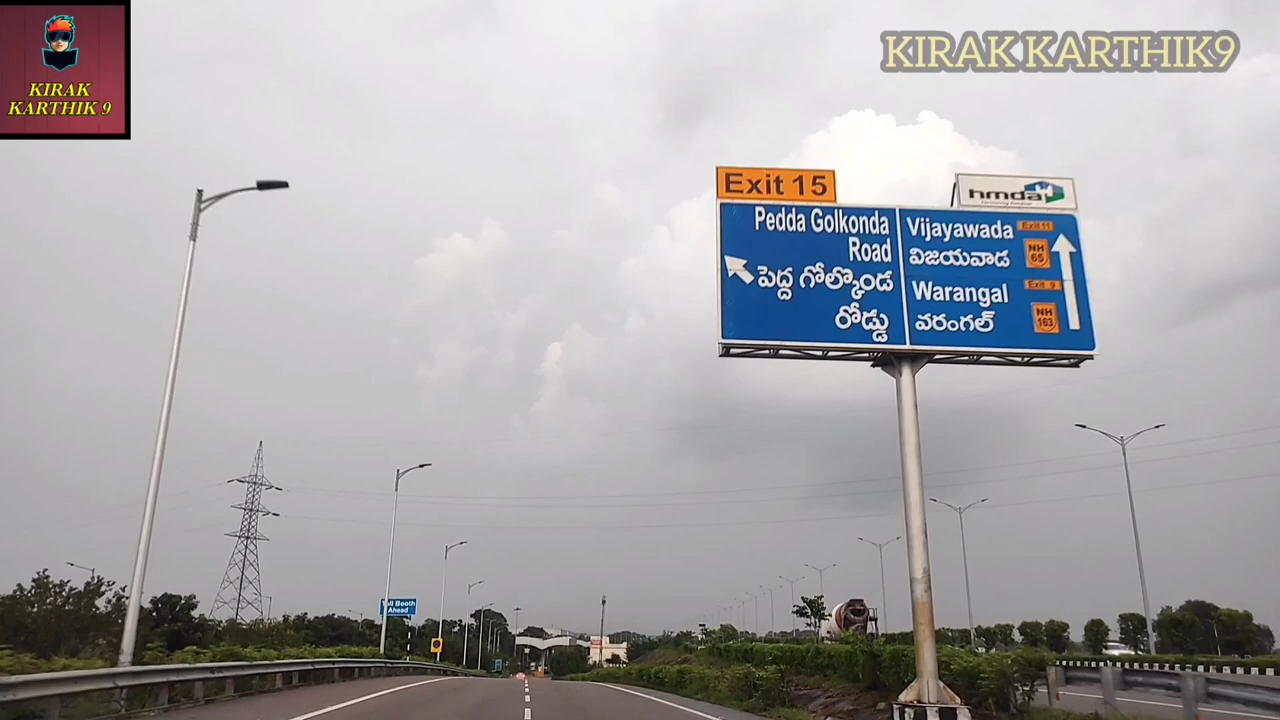 KIRAK
KARTHIK 9
KIRAK KARTHIK9
Exit 15
hmda
Pedda Golkonda
Road
పెద్ద గోల్కొండ
రోడ్డు
Vijayawada Exit 11
విజయవాడ NH 65
Warangal Exit 9
వరంగల్ NH 163
Toll Booth
Ahead